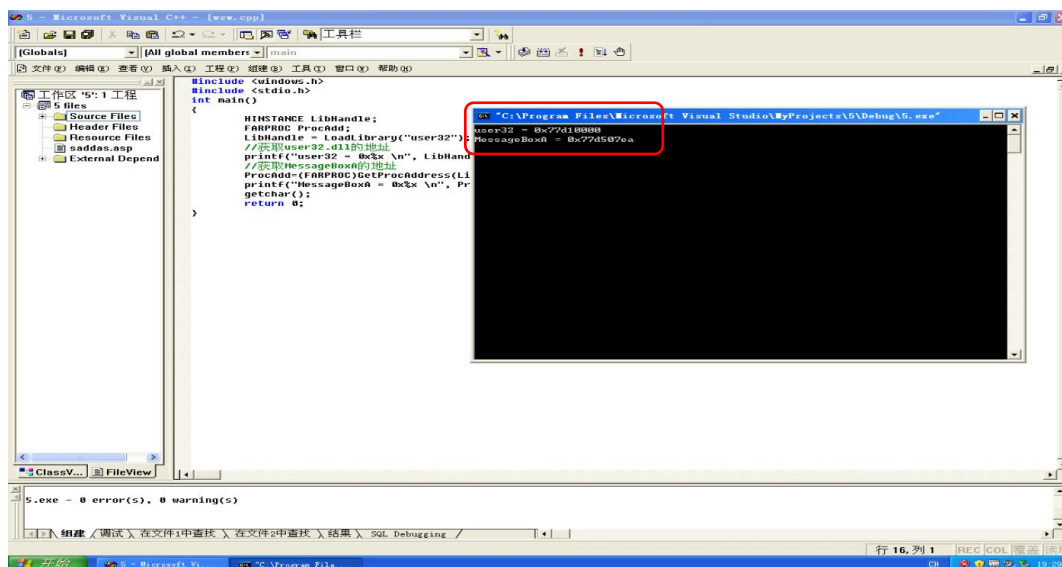 5 - Microsoft Visual C++ - [wsw.cpp]
工具栏
(Globals) [All global members main
文件(F) 编辑(E) 查看(V) 插入(I) 工程(P) 组建(B) 工具(T) 窗口(W) 帮助(H)
工作区 '5': 1 工程
5 files
Source Files
Header Files
Resource Files
saddas.asp
External Depend
#include <windows.h>
#include <stdio.h>
int main()
{
HINSTANCE LibHandle;
FARPROC ProcAdd;
LibHandle = LoadLibrary("user32");
//获取user32.dll的地址
printf("user32 = 0x%x \n", LibHand
//获取MessageBoxA的地址
ProcAdd=(FARPROC)GetProcAddress(Li
printf("MessageBoxA = 0x%x \n", Pr
getchar();
return 0;
}
"C:\Program Files\Microsoft Visual Studio\MyProjects\5\Debug\5.exe"
user32 = 0x77d10000
MessageBoxA = 0x77d507ea
ClassV... FileView
5.exe - 0 error(s), 0 warning(s)
组建 调试 在文件1中查找 在文件2中查找 结果 SQL Debugging
行 16, 列 1 REC COL 覆盖
开始 5 - Microsoft Vi... "C:\Program File... CH